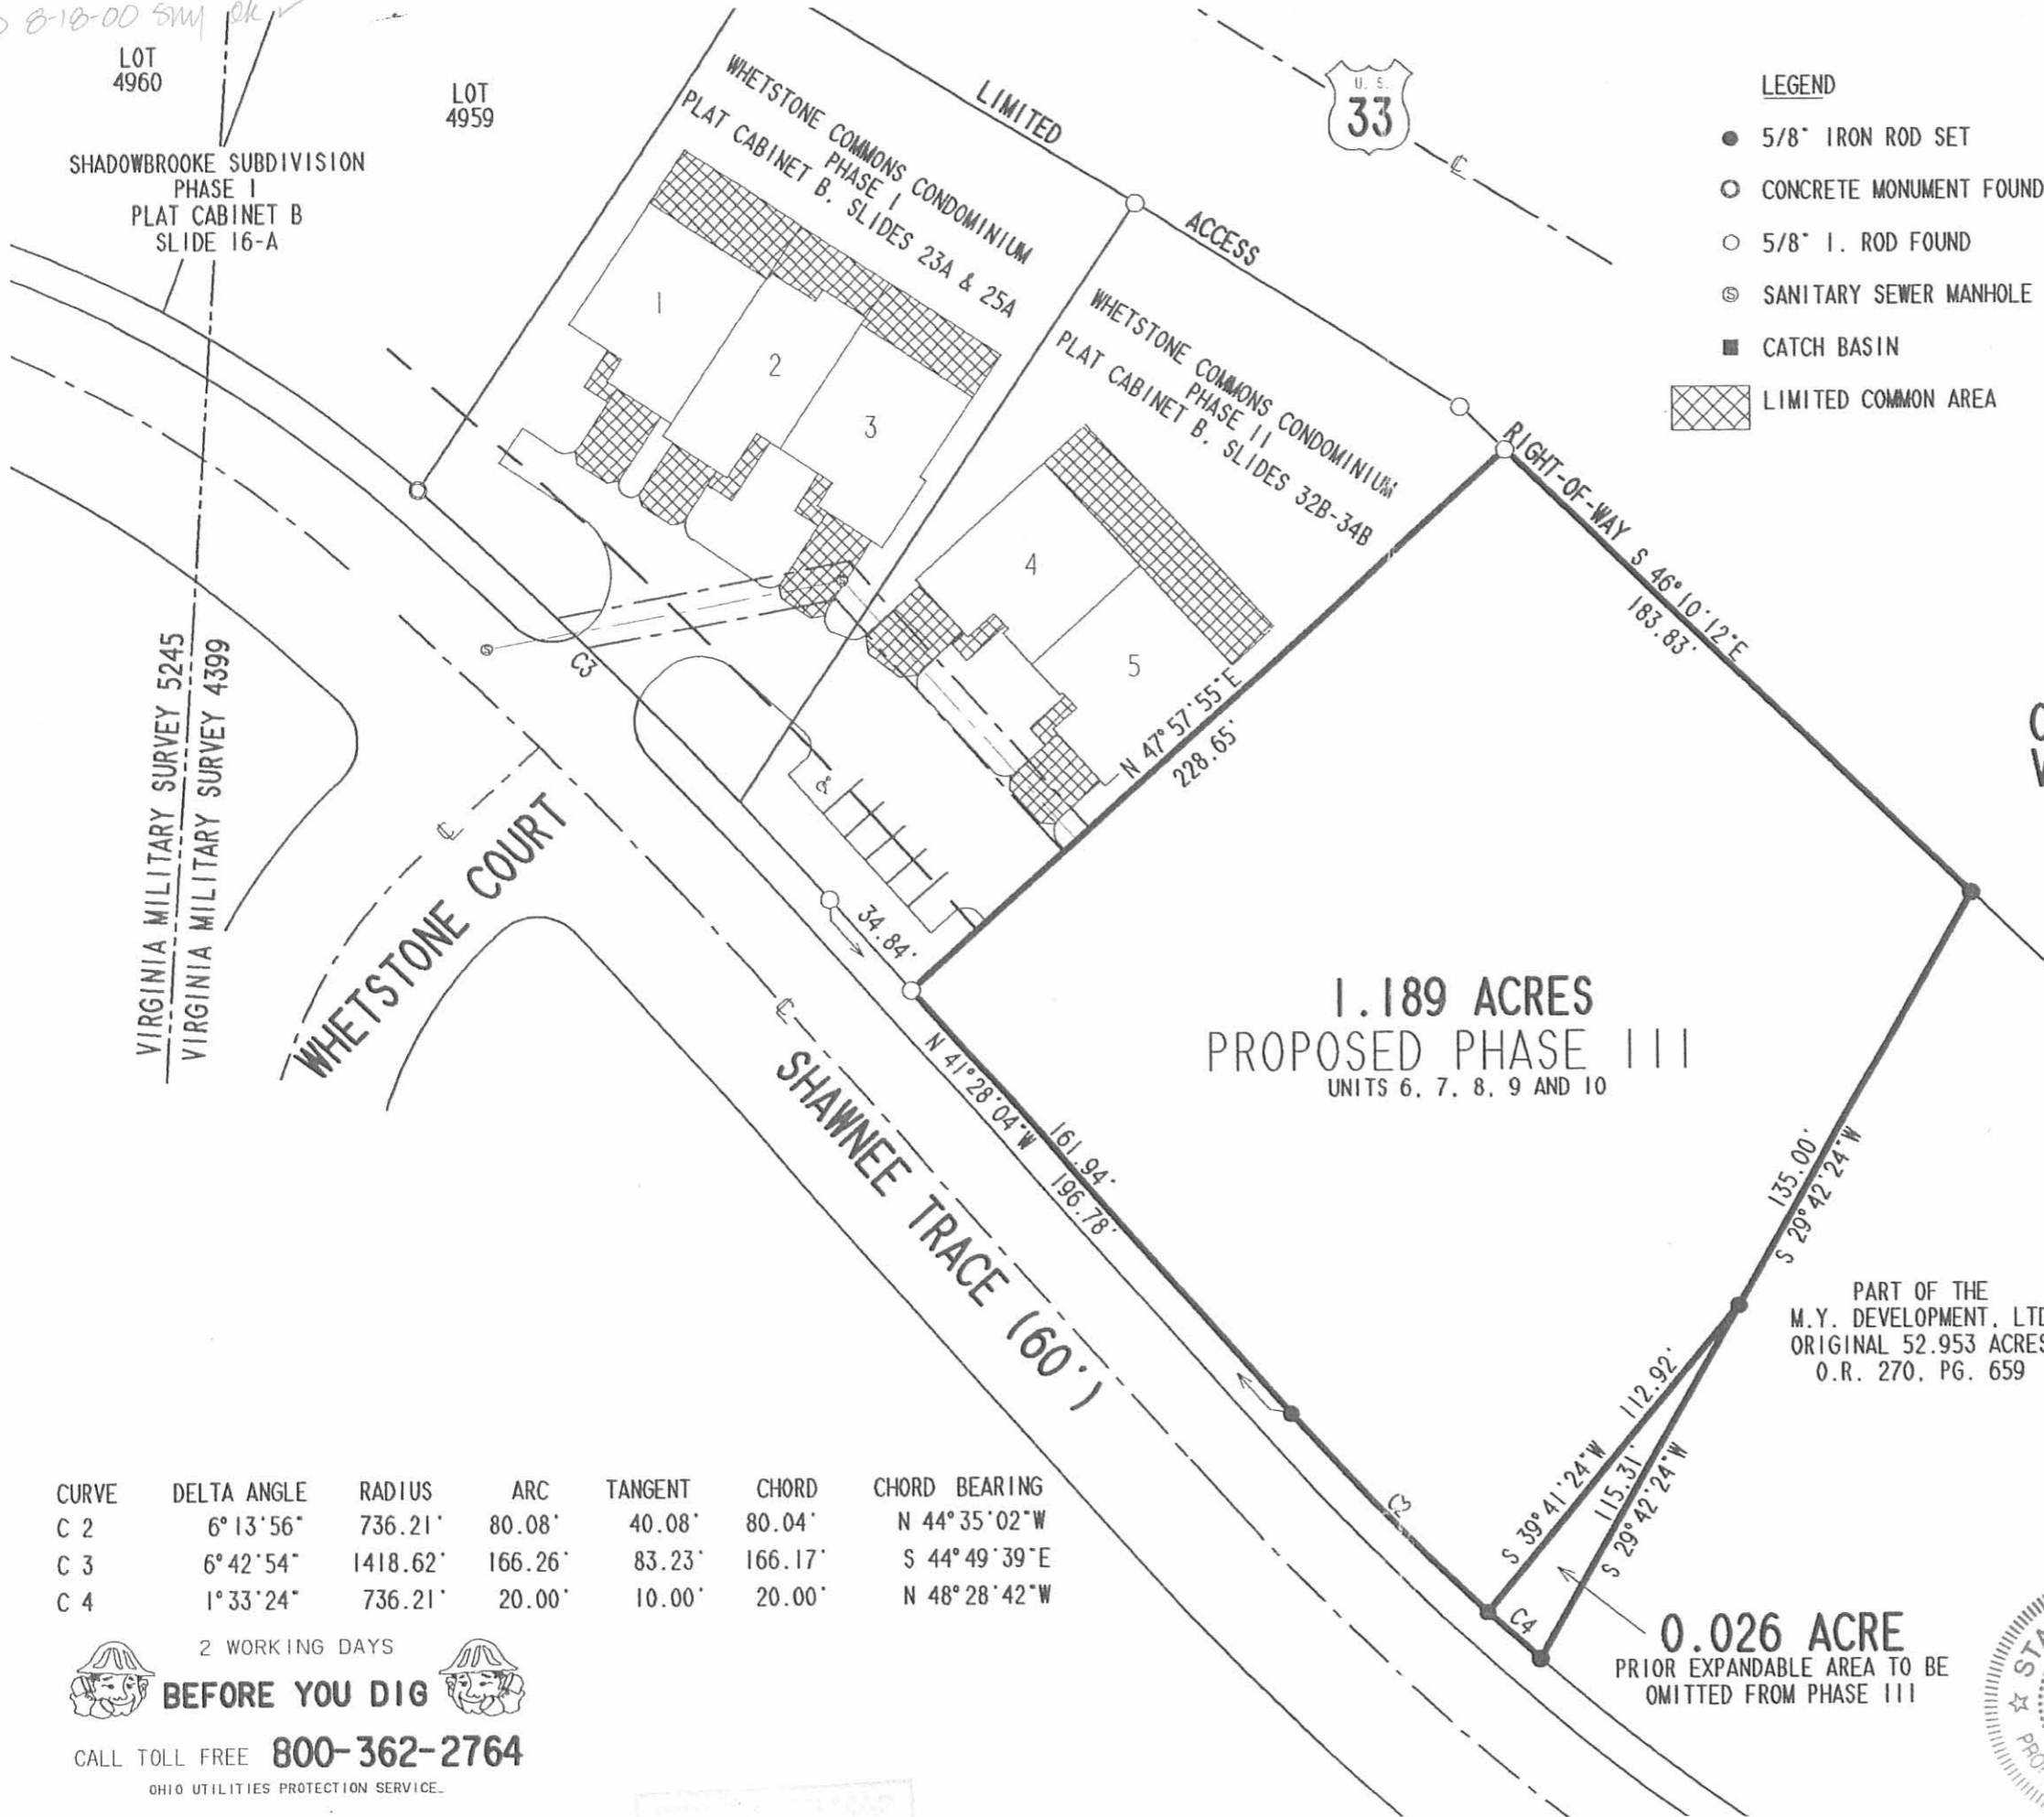 8-18-00
LOT
4960
LOT
4959
SHADOWBROOKE SUBDIVISION
PHASE I
PLAT CABINET B
SLIDE 16-A
WHETSTONE COMMONS CONDOMINIUM
PHASE I
PLAT CABINET B. SLIDES 23A & 25A
LIMITED
ACCESS
RIGHT-OF-WAY S 46°10'12"E
183.83'
U. S.
33
℄
LEGEND
5/8" IRON ROD SET
CONCRETE MONUMENT FOUND
5/8" I. ROD FOUND
S SANITARY SEWER MANHOLE
CATCH BASIN
LIMITED COMMON AREA
WHETSTONE COMMONS CONDOMINIUM
PHASE II
PLAT CABINET B. SLIDES 32B-34B
1
2
3
4
5
S
S
C3
N 47°57'55"E
228.65'
VIRGINIA MILITARY SURVEY 5245
VIRGINIA MILITARY SURVEY 4399
℄
WHETSTONE COURT
34.84'
℄
SHAWNEE TRACE (60')
N 41°28'04"W
161.94'
196.78'
1.189 ACRES
PROPOSED PHASE III
UNITS 6, 7, 8, 9 AND 10
135.00'
S 29°42'24"W
PART OF THE
M.Y. DEVELOPMENT, LTD
ORIGINAL 52.953 ACRES
O.R. 270, PG. 659
112.92'
S 39°41'24"W
115.31'
S 29°42'24"W
C2
C4
0.026 ACRE
PRIOR EXPANDABLE AREA TO BE
OMITTED FROM PHASE III
CURVE DELTA ANGLE RADIUS ARC TANGENT CHORD CHORD BEARING
C 2 6°13'56" 736.21' 80.08' 40.08' 80.04' N 44°35'02"W
C 3 6°42'54" 1418.62' 166.26' 83.23' 166.17' S 44°49'39"E
C 4 1°33'24" 736.21' 20.00' 10.00' 20.00' N 48°28'42"W
2 WORKING DAYS
BEFORE YOU DIG
CALL TOLL FREE 800-362-2764
OHIO UTILITIES PROTECTION SERVICE.